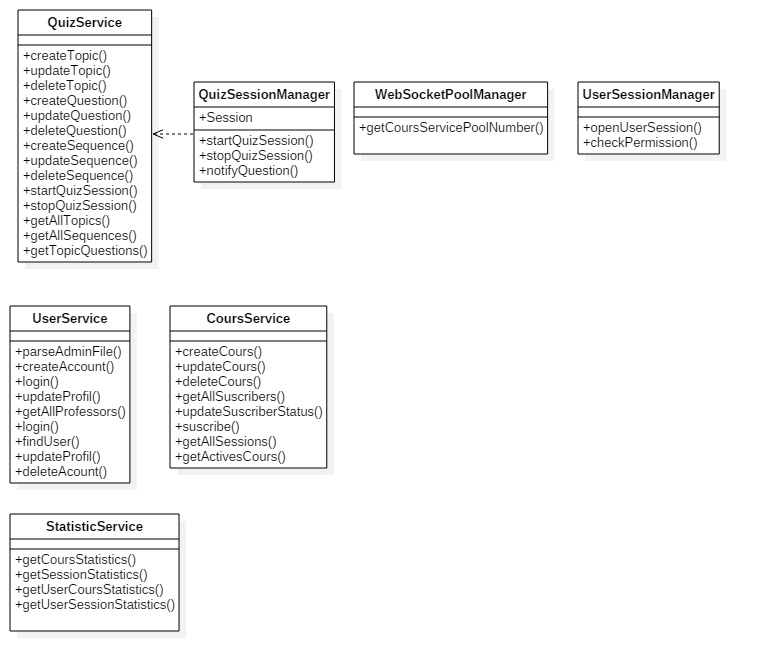 QuizService
+createTopic()
+updateTopic()
+deleteTopic()
+createQuestion()
+updateQuestion()
+deleteQuestion()
+createSequence()
+updateSequence()
+deleteSequence()
+startQuizSession()
+stopQuizSession()
+getAllTopics()
+getAllSequences()
+getTopicQuestions()
QuizSessionManager
+Session
+startQuizSession()
+stopQuizSession()
+notifyQuestion()
WebSocketPoolManager
+getCoursServicePoolNumber()
UserSessionManager
+openUserSession()
+checkPermission()
UserService
+parseAdminFile()
+createAccount()
+login()
+updateProfil()
+getAllProfessors()
+login()
+findUser()
+updateProfil()
+deleteAcount()
CoursService
+createCours()
+updateCours()
+deleteCours()
+getAllSuscribers()
+updateSuscriberStatus()
+suscribe()
+getAllSessions()
+getActivesCours()
StatisticService
+getCoursStatistics()
+getSessionStatistics()
+getUserCoursStatistics()
+getUserSessionStatistics()